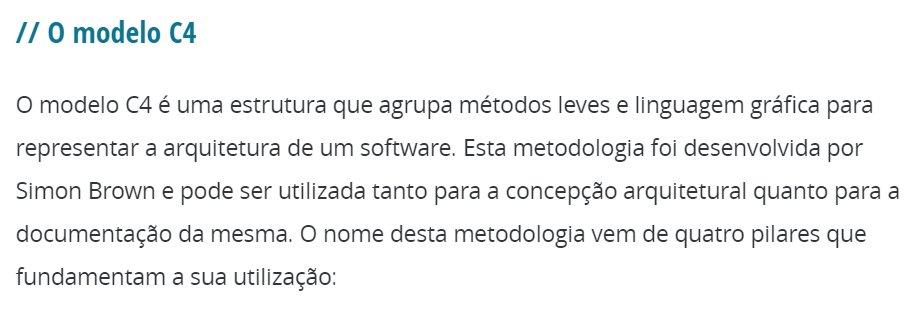 // O modelo C4
O modelo C4 é uma estrutura que agrupa métodos leves e linguagem gráfica para
representar a arquitetura de um software. Esta metodologia foi desenvolvida por
Simon Brown e pode ser utilizada tanto para a concepção arquitetural quanto para a
documentação da mesma. O nome desta metodologia vem de quatro pilares que
fundamentam a sua utilização: